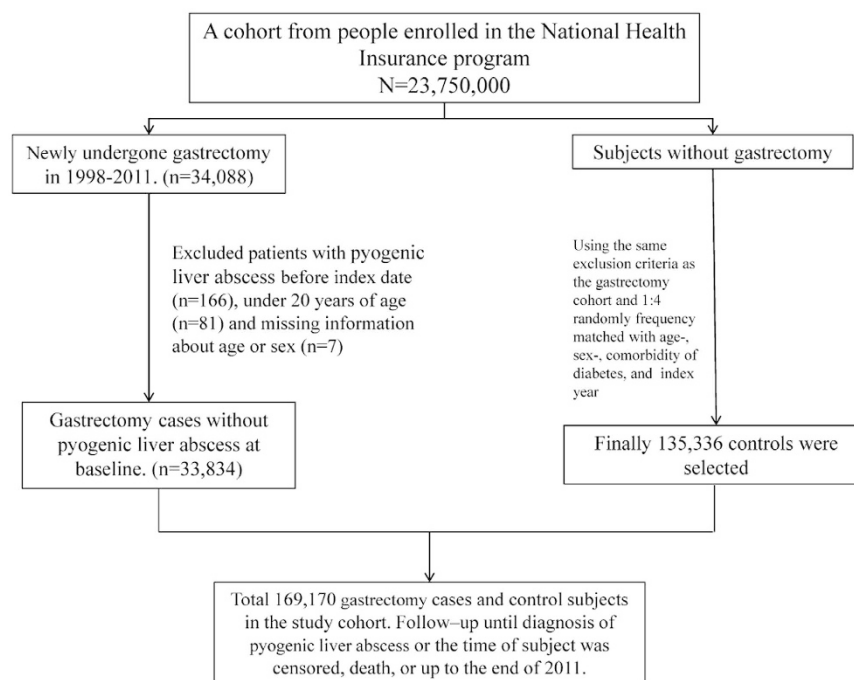 A cohort from people enrolled in the National Health
Insurance program
N=23,750,000
Newly undergone gastrectomy
in 1998-2011. (n=34,088)
Subjects without gastrectomy
Excluded patients with pyogenic
liver abscess before index date
(n=166), under 20 years of age
(n=81) and missing information
about age or sex (n=7)
Using the same
exclusion criteria as
the gastrectomy
cohort and 1:4
randomly frequency
matched with age-,
sex-, comorbidity of
diabetes, and index
year
Gastrectomy cases without
pyogenic liver abscess at
baseline. (n=33,834)
Finally 135,336 controls were
selected
Total 169,170 gastrectomy cases and control subjects
in the study cohort. Follow–up until diagnosis of
pyogenic liver abscess or the time of subject was
censored, death, or up to the end of 2011.